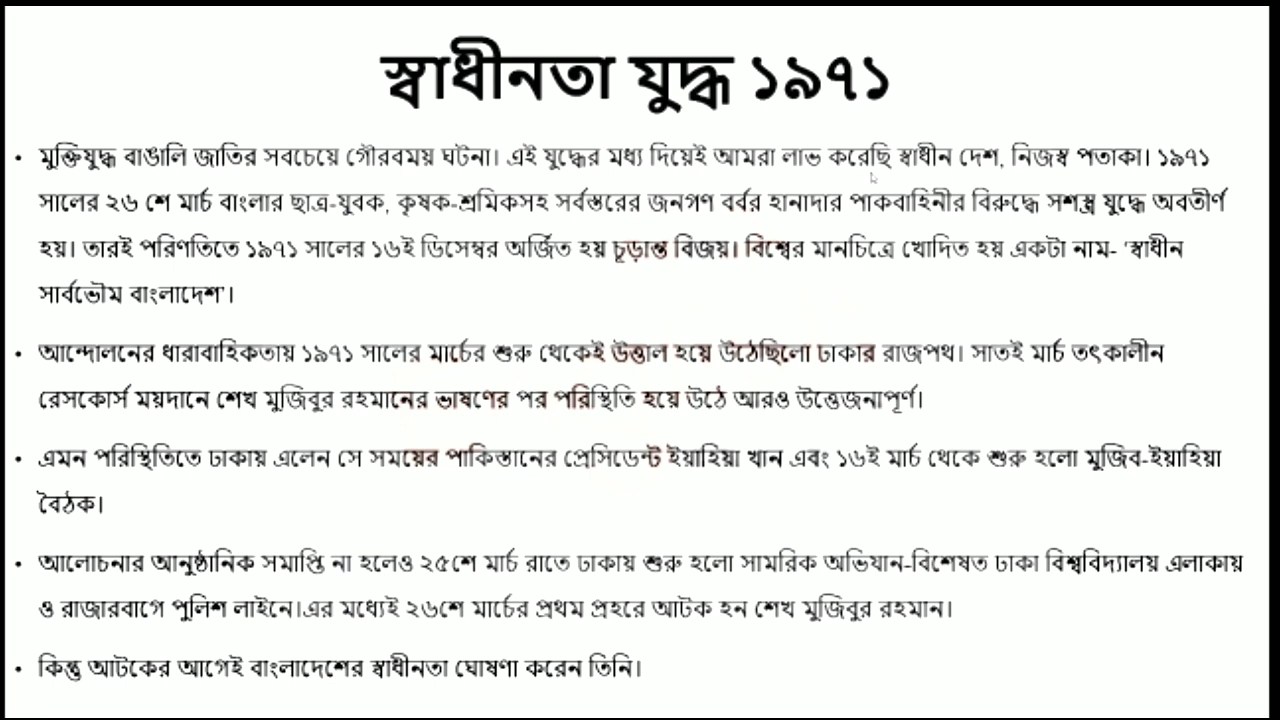 স্বাধীনতা যুদ্ধ ১৯৭১
• মুক্তিযুদ্ধ বাঙালি জাতির সবচেয়ে গৌরবময় ঘটনা। এই যুদ্ধের মধ্য দিয়েই আমরা লাভ করেছি স্বাধীন দেশ, নিজস্ব পতাকা। ১৯৭১
সালের ২৬ শে মার্চ বাংলার ছাত্র-যুবক, কৃষক-শ্রমিকসহ সর্বস্তরের জনগণ বর্বর হানাদার পাকবাহিনীর বিরুদ্ধে সশস্ত্র যুদ্ধে অবতীর্ণ
হয়। তারই পরিণতিতে ১৯৭১ সালের ১৬ই ডিসেম্বর অর্জিত হয় চূড়ান্ত বিজয়। বিশ্বের মানচিত্রে খোদিত হয় একটা নাম- ‘স্বাধীন
সার্বভৌম বাংলাদেশ’।
• আন্দোলনের ধারাবাহিকতায় ১৯৭১ সালের মার্চের শুরু থেকেই উত্তাল হয়ে উঠেছিলো ঢাকার রাজপথ। সাতই মার্চ তৎকালীন
রেসকোর্স ময়দানে শেখ মুজিবুর রহমানের ভাষণের পর পরিস্থিতি হয়ে উঠে আরও উত্তেজনাপূর্ণ।
• এমন পরিস্থিতিতে ঢাকায় এলেন সে সময়ের পাকিস্তানের প্রেসিডেন্ট ইয়াহিয়া খান এবং ১৬ই মার্চ থেকে শুরু হলো মুজিব-ইয়াহিয়া
বৈঠক।
• আলোচনার আনুষ্ঠানিক সমাপ্তি না হলেও ২৫শে মার্চ রাতে ঢাকায় শুরু হলো সামরিক অভিযান-বিশেষত ঢাকা বিশ্ববিদ্যালয় এলাকায়
ও রাজারবাগে পুলিশ লাইনে।এর মধ্যেই ২৬শে মার্চের প্রথম প্রহরে আটক হন শেখ মুজিবুর রহমান।
• কিন্তু আটকের আগেই বাংলাদেশের স্বাধীনতা ঘোষণা করেন তিনি।